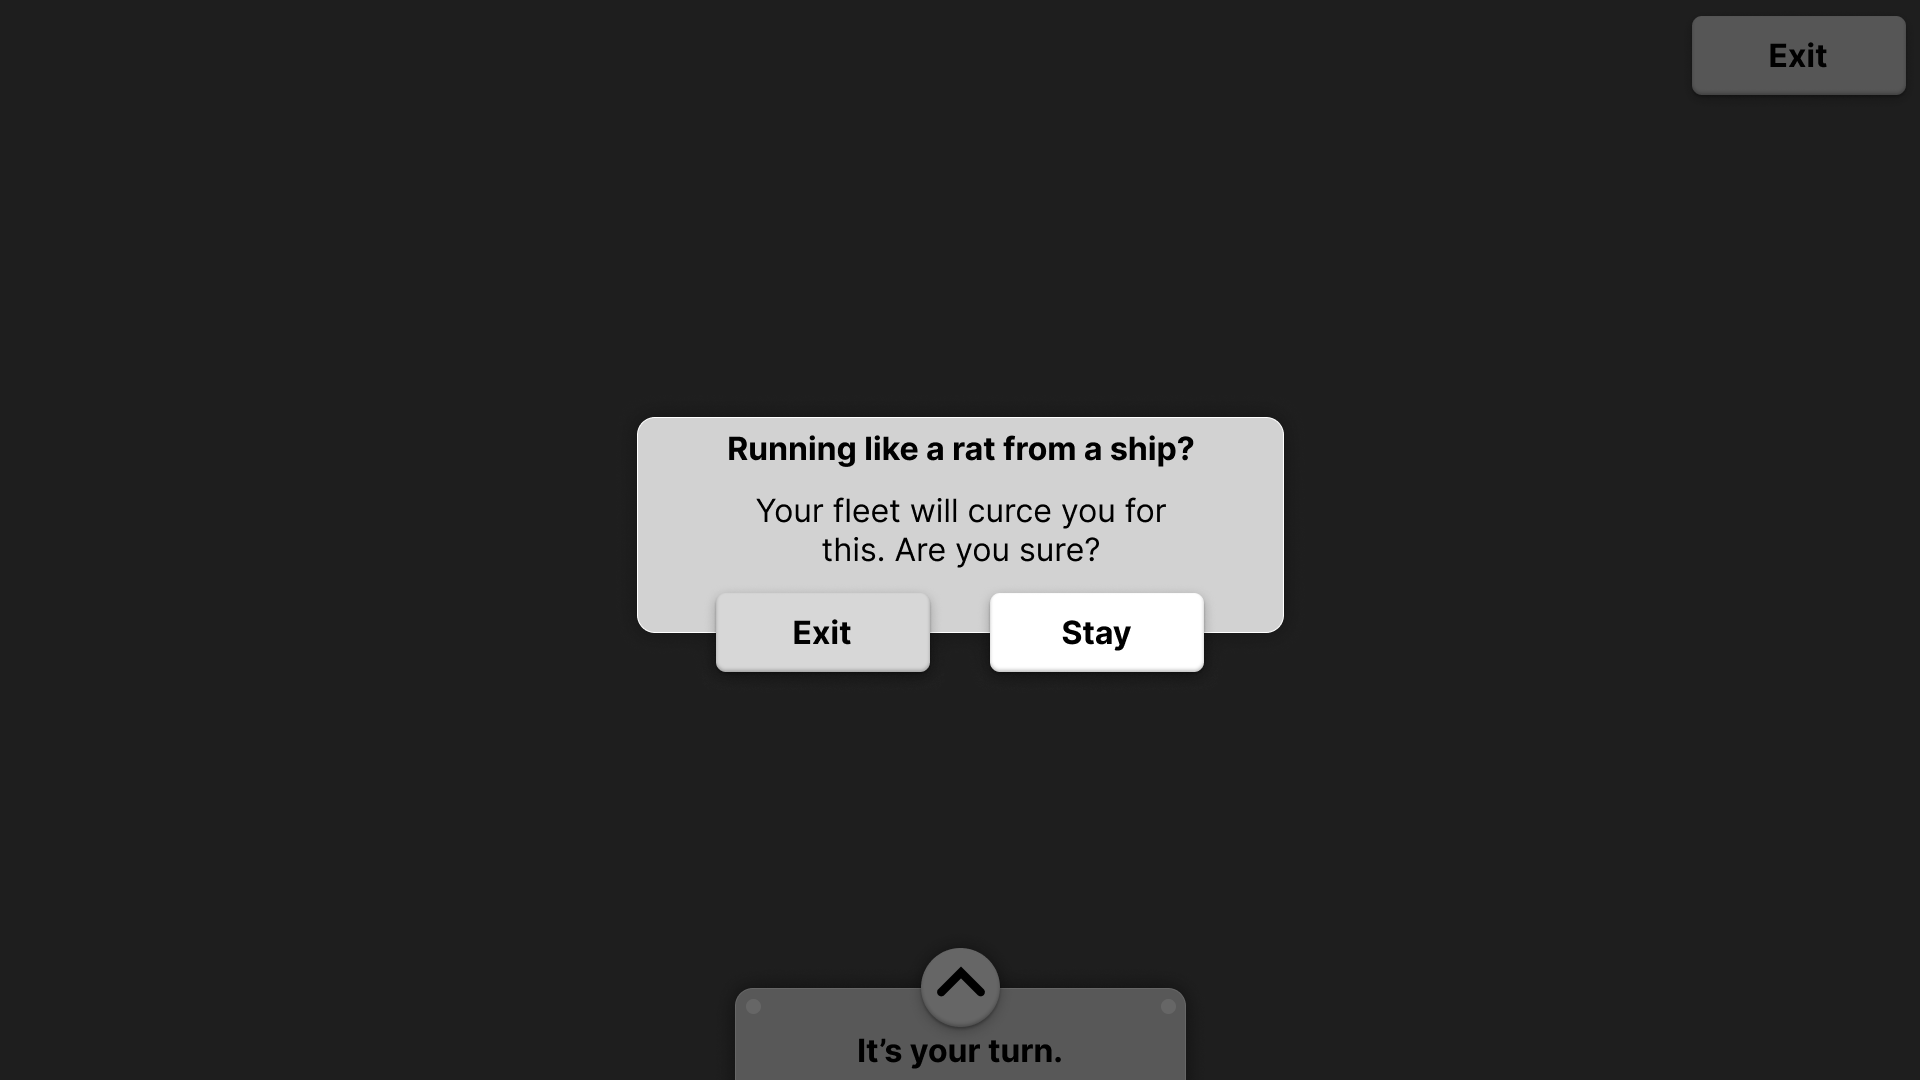 Exit
Running like a rat from a ship?
Your fleet will curce you for
this. Are you sure?
Exit
Stay
It’s your turn.